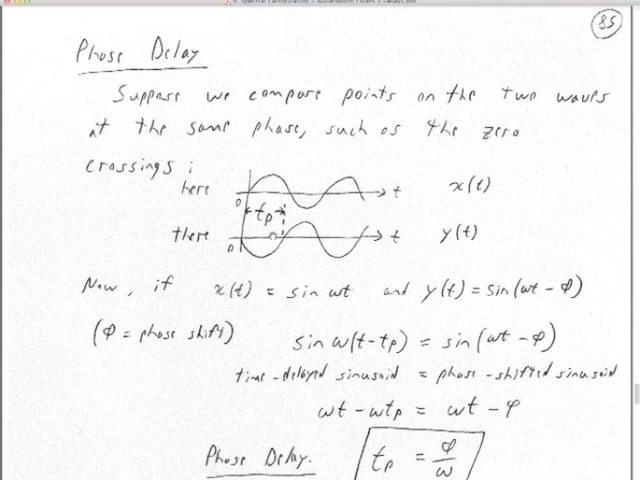 85
Phase Delay
Suppose we compare points on the two waves
at the same phase, such as the zero
crossings:
here 0 t x(t)
tp
there 0 t y(t)
Now, if x(t) = sin ωt and y(t) = sin(ωt - φ)
(φ = phase shift) sin ω(t - tp) = sin(ωt - φ)
time-delayed sinusoid = phase-shifted sinusoid
ωt - ωtp = ωt - φ
Phase Delay. tp = φ/ω